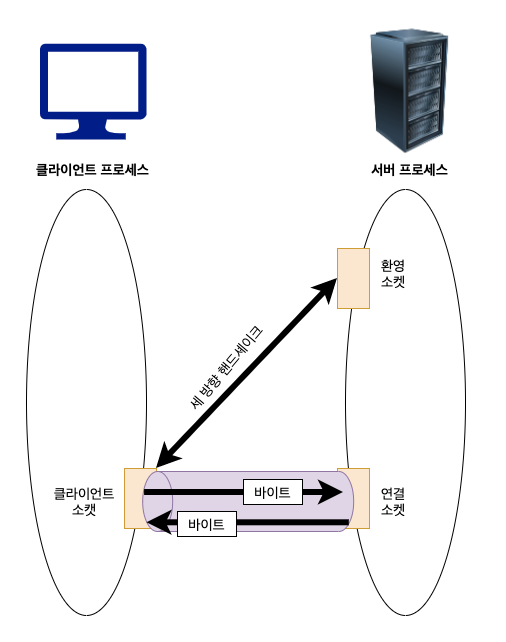 클라이언트 프로세스
서버 프로세스
환영
소켓
세 방향 핸드셰이크
클라이언트
소캣
바이트
바이트
연결
소켓